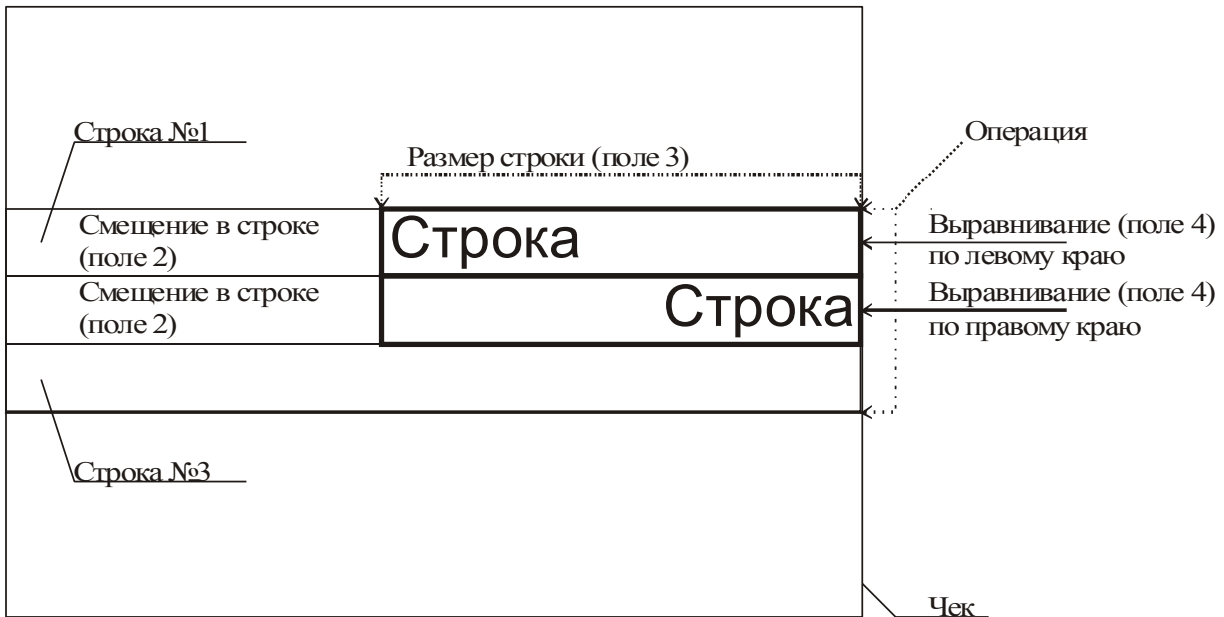 Строка №1
Операция
Размер строки (поле 3)
Смещение в строке
(поле 2)
Строка
Выравнивание (поле 4)
по левому краю
Смещение в строке
(поле 2)
Строка
Выравнивание (поле 4)
по правому краю
Строка №3
Чек